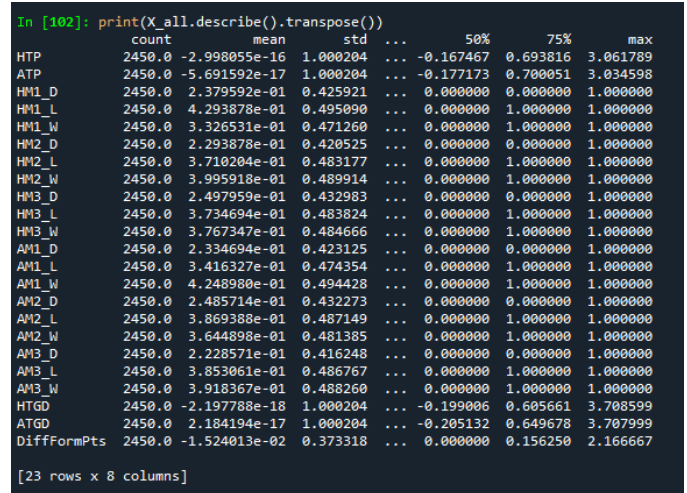 In [102]: print(X_all.describe().transpose())
count mean std ... 50% 75% max
HTP 2450.0 -2.998055e-16 1.000204 ... -0.167467 0.693816 3.061789
ATP 2450.0 -5.691592e-17 1.000204 ... -0.177173 0.700051 3.034598
HM1_D 2450.0 2.379592e-01 0.425921 ... 0.000000 0.000000 1.000000
HM1_L 2450.0 4.293878e-01 0.495090 ... 0.000000 1.000000 1.000000
HM1_W 2450.0 3.326531e-01 0.471260 ... 0.000000 1.000000 1.000000
HM2_D 2450.0 2.293878e-01 0.420525 ... 0.000000 0.000000 1.000000
HM2_L 2450.0 3.710204e-01 0.483177 ... 0.000000 1.000000 1.000000
HM2_W 2450.0 3.995918e-01 0.489914 ... 0.000000 1.000000 1.000000
HM3_D 2450.0 2.497959e-01 0.432983 ... 0.000000 0.000000 1.000000
HM3_L 2450.0 3.734694e-01 0.483824 ... 0.000000 1.000000 1.000000
HM3_W 2450.0 3.767347e-01 0.484666 ... 0.000000 1.000000 1.000000
AM1_D 2450.0 2.334694e-01 0.423125 ... 0.000000 0.000000 1.000000
AM1_L 2450.0 3.416327e-01 0.474354 ... 0.000000 1.000000 1.000000
AM1_W 2450.0 4.248980e-01 0.494428 ... 0.000000 1.000000 1.000000
AM2_D 2450.0 2.485714e-01 0.432273 ... 0.000000 0.000000 1.000000
AM2_L 2450.0 3.869388e-01 0.487149 ... 0.000000 1.000000 1.000000
AM2_W 2450.0 3.644898e-01 0.481385 ... 0.000000 1.000000 1.000000
AM3_D 2450.0 2.228571e-01 0.416248 ... 0.000000 0.000000 1.000000
AM3_L 2450.0 3.853061e-01 0.486767 ... 0.000000 1.000000 1.000000
AM3_W 2450.0 3.918367e-01 0.488260 ... 0.000000 1.000000 1.000000
HTGD 2450.0 -2.197788e-18 1.000204 ... -0.199006 0.605661 3.708599
ATGD 2450.0 2.184194e-17 1.000204 ... -0.205132 0.649678 3.707999
DiffFormPts 2450.0 -1.524013e-02 0.373318 ... 0.000000 0.156250 2.166667
[23 rows x 8 columns]